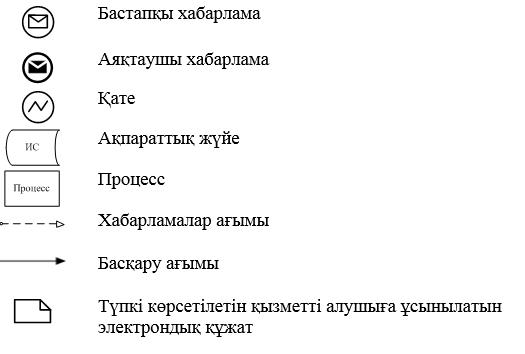 Бастапқы хабарлама
Аяқтаушы хабарлама
Қате
ИС
Ақпараттық жүйе
Процесс
Процесс
Хабарламалар ағымы
Басқару ағымы
Түпкі көрсетілетін қызметті алушыға ұсынылатын
электрондық құжат